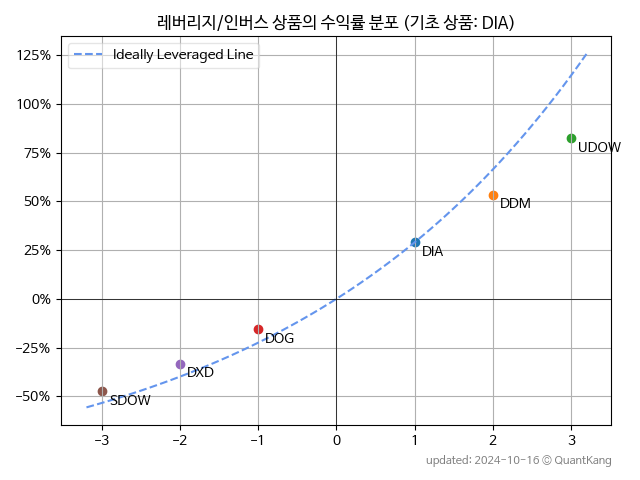 레버리지/인버스 상품의 수익률 분포 (기초 상품: DIA)
Ideally Leveraged Line
125%
100%
75%
50%
25%
0%
−25%
−50%
UDOW
DDM
DIA
DOG
DXD
SDOW
−3 −2 −1 0 1 2 3
updated: 2024-10-16 © QuantKang